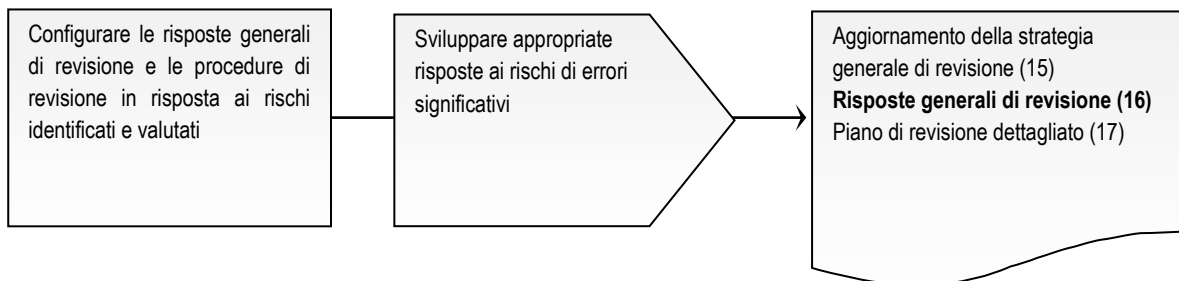 Configurare le risposte generali
di revisione e le procedure di
revisione in risposta ai rischi
identificati e valutati
Sviluppare appropriate
risposte ai rischi di errori
significativi
Aggiornamento della strategia
generale di revisione (15)
Risposte generali di revisione (16)
Piano di revisione dettagliato (17)